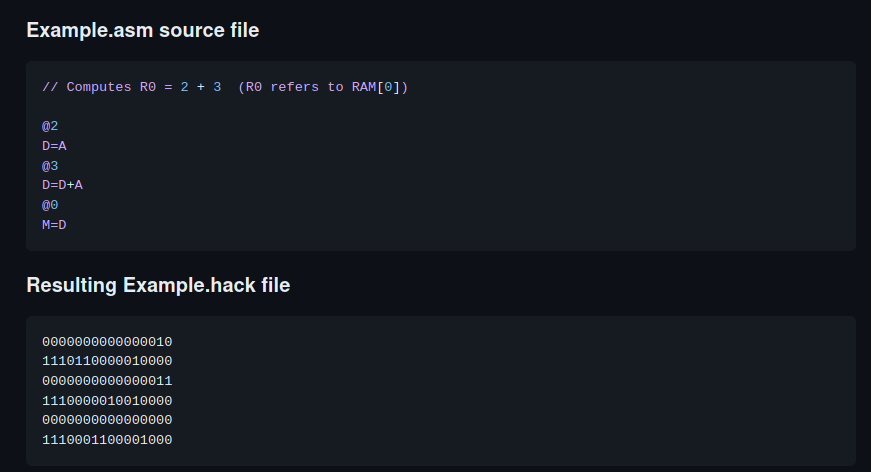 Example.asm source file
// Computes R0 = 2 + 3  (R0 refers to RAM[0])
@2
D=A
@3
D=D+A
@0
M=D
Resulting Example.hack file
0000000000000010
1110110000010000
0000000000000011
1110000010010000
0000000000000000
1110001100001000